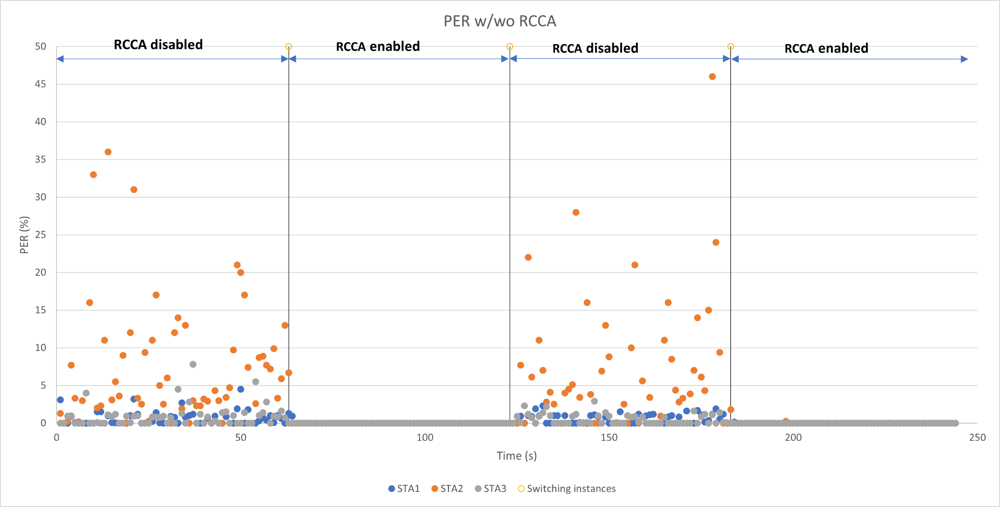 PER w/wo RCCA
RCCA disabled
RCCA enabled
RCCA disabled
RCCA enabled
50
45
40
35
30
25
20
15
10
5
0
PER (%)
0 50 100 150 200 250
Time (s)
STA1 STA2 STA3 Switching instances